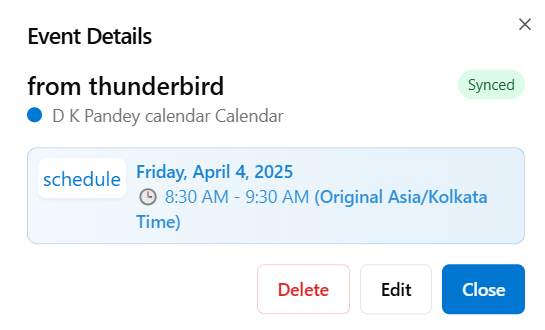 Event Details
from thunderbird
Synced
D K Pandey calendar Calendar
schedule
Friday, April 4, 2025
8:30 AM - 9:30 AM (Original Asia/Kolkata
Time)
Delete
Edit
Close